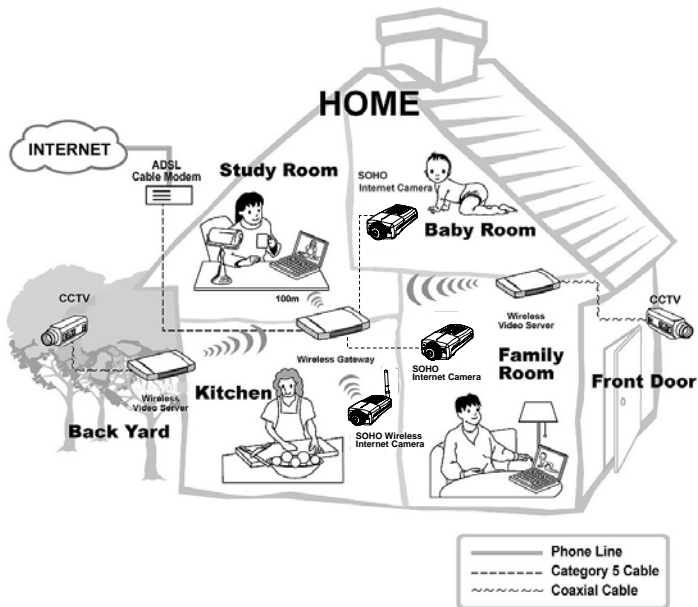 HOME
INTERNET
ADSL
Cable Modem
Study Room
SOHO
Internet Camera
Baby Room
100m
CCTV
Wireless
Video Server
CCTV
Wireless Gateway
SOHO
Internet Camera
Family
Room
Front Door
Kitchen
Wireless
Video Server
Back Yard
SOHO Wireless
Internet Camera
Phone Line
Category 5 Cable
Coaxial Cable